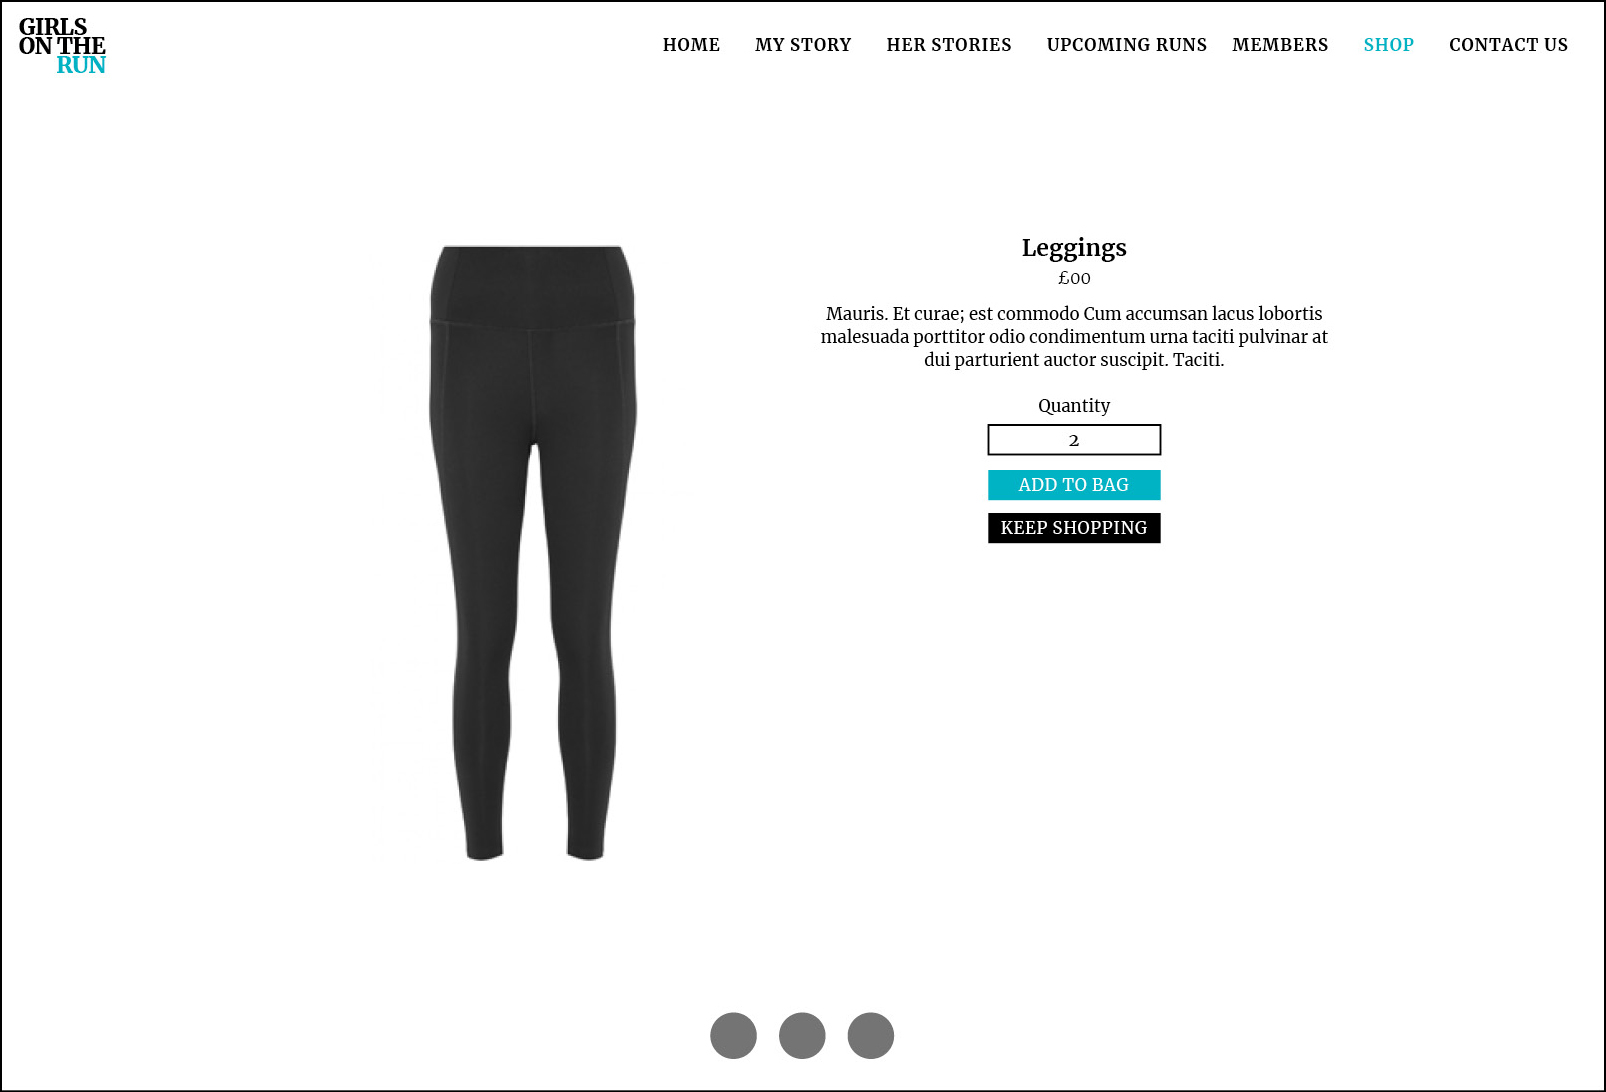 GIRLS
ON THE
RUN
HOME MY STORY HER STORIES UPCOMING RUNS MEMBERS SHOP CONTACT US
Leggings
£00
Mauris. Et curae; est commodo Cum accumsan lacus lobortis
malesuada porttitor odio condimentum urna taciti pulvinar at
dui parturient auctor suscipit. Taciti.
Quantity
2
ADD TO BAG
KEEP SHOPPING